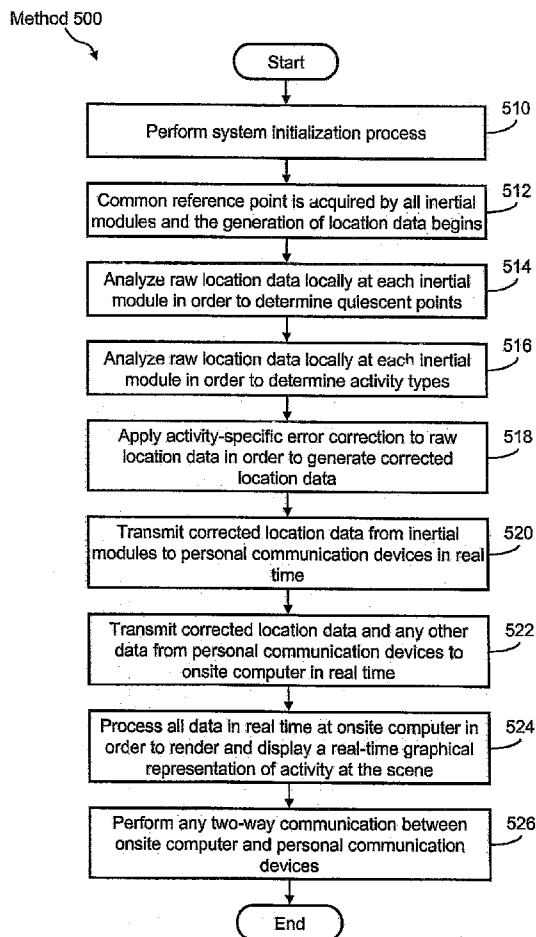 Method 500
Start
Perform system initialization process
510
Common reference point is acquired by all inertial
modules and the generation of location data begins
512
Analyze raw location data locally at each inertial
module in order to determine quiescent points
514
Analyze raw location data locally at each inertial
module in order to determine activity types
516
Apply activity-specific error correction to raw
location data in order to generate corrected
location data
518
Transmit corrected location data from inertial
modules to personal communication devices in real
time
520
Transmit corrected location data and any other
data from personal communication devices to
onsite computer in real time
522
Process all data in real time at onsite computer in
order to render and display a real-time graphical
representation of activity at the scene
524
Perform any two-way communication between
onsite computer and personal communication
devices
526
End